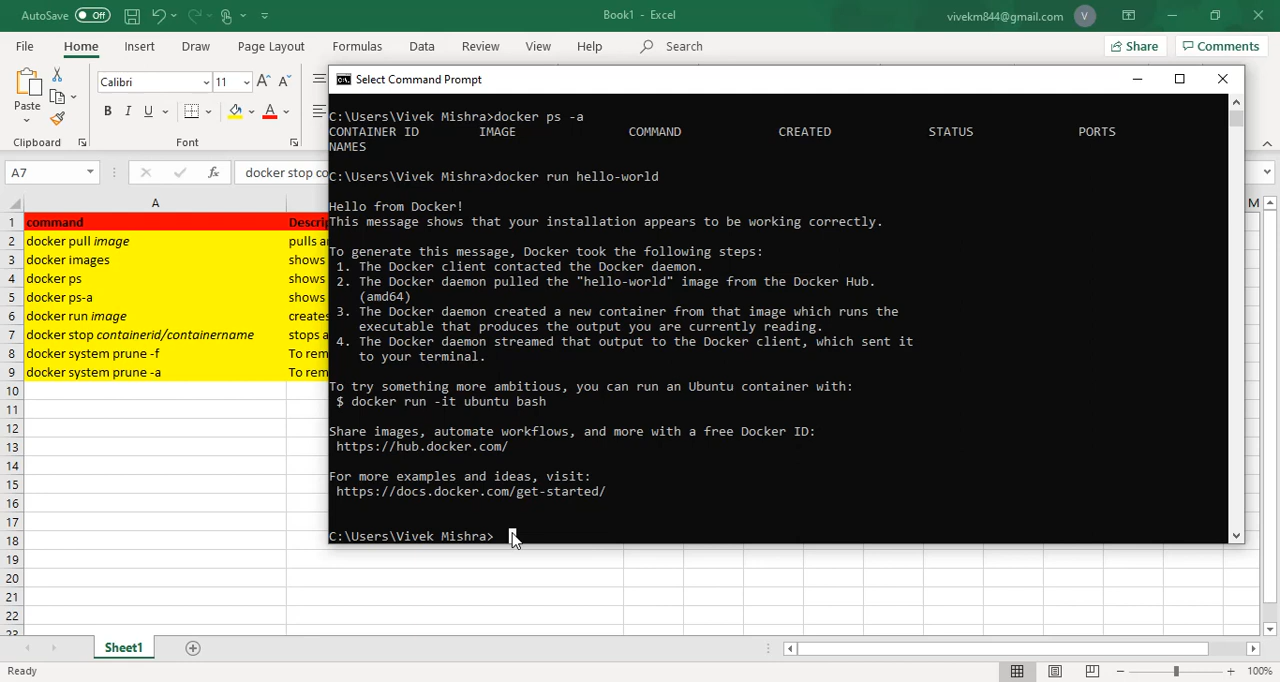 AutoSave Off Book1 - Excel vivekm844@gmail.com V
File Home Insert Draw Page Layout Formulas Data Review View Help Search Share Comments
Calibri 11
Paste
Clipboard Font
A7 docker stop co
Select Command Prompt
C:\Users\Vivek Mishra>docker ps -a
CONTAINER ID IMAGE COMMAND CREATED STATUS PORTS
NAMES
C:\Users\Vivek Mishra>docker run hello-world
Hello from Docker!
This message shows that your installation appears to be working correctly.
To generate this message, Docker took the following steps:
1. The Docker client contacted the Docker daemon.
2. The Docker daemon pulled the "hello-world" image from the Docker Hub.
(amd64)
3. The Docker daemon created a new container from that image which runs the
executable that produces the output you are currently reading.
4. The Docker daemon streamed that output to the Docker client, which sent it
to your terminal.
To try something more ambitious, you can run an Ubuntu container with:
$ docker run -it ubuntu bash
Share images, automate workflows, and more with a free Docker ID:
https://hub.docker.com/
For more examples and ideas, visit:
https://docs.docker.com/get-started/
C:\Users\Vivek Mishra>
A M
1 command Descri
2 docker pull image pulls a
3 docker images shows
4 docker ps shows
5 docker ps-a shows
6 docker run image creates
7 docker stop containerid/containername stops a
8 docker system prune -f To rem
9 docker system prune -a To rem
10
11
12
13
14
15
16
17
18
19
20
21
22
23
Sheet1
Ready 100%